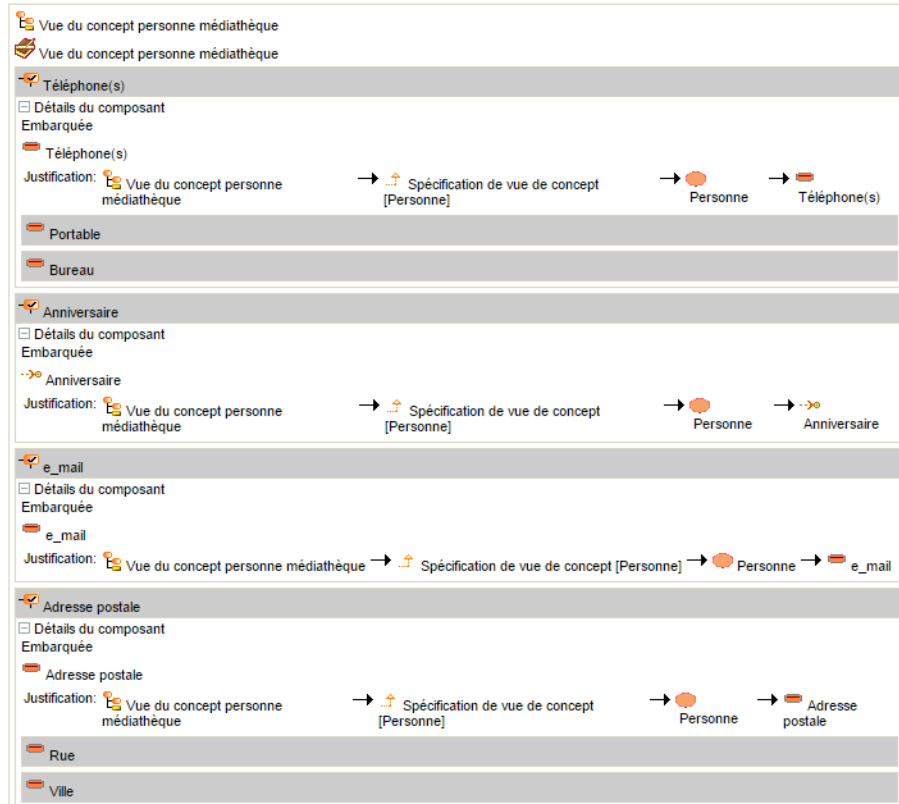 Vue du concept personne médiathèque
Vue du concept personne médiathèque
Téléphone(s)
Détails du composant
Embarquée
Téléphone(s)
Justification: Vue du concept personne médiathèque Spécification de vue de concept [Personne] Personne Téléphone(s)
Portable
Bureau
Anniversaire
Détails du composant
Embarquée
Anniversaire
Justification: Vue du concept personne médiathèque Spécification de vue de concept [Personne] Personne Anniversaire
e_mail
Détails du composant
Embarquée
e_mail
Justification: Vue du concept personne médiathèque Spécification de vue de concept [Personne] Personne e_mail
Adresse postale
Détails du composant
Embarquée
Adresse postale
Justification: Vue du concept personne médiathèque Spécification de vue de concept [Personne] Personne Adresse postale
Rue
Ville